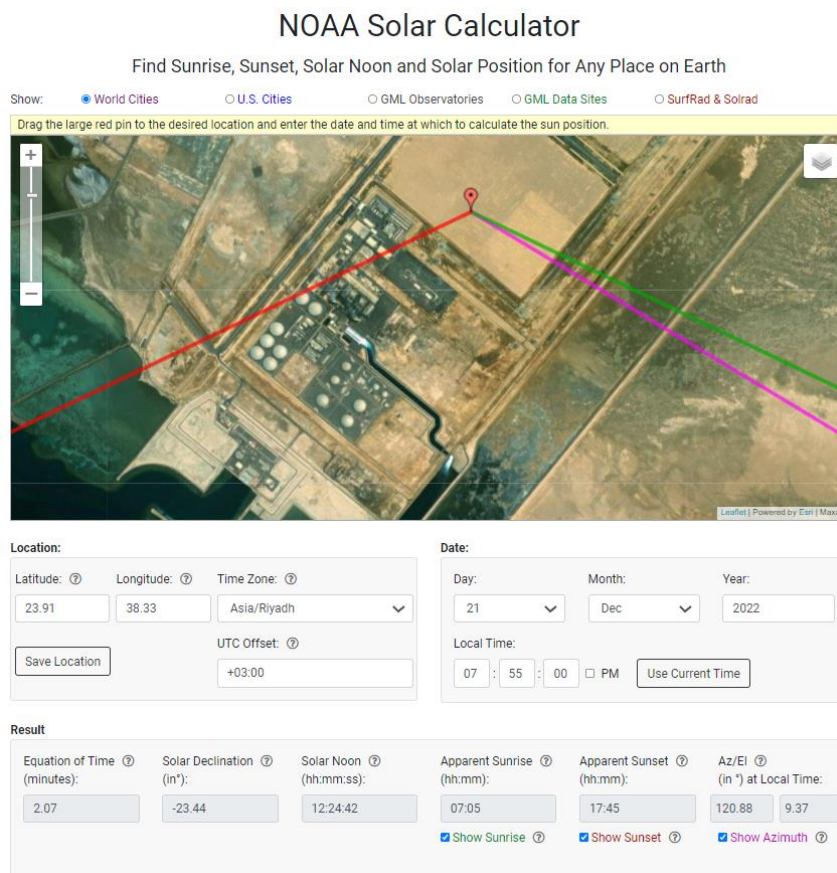 NOAA Solar Calculator
Find Sunrise, Sunset, Solar Noon and Solar Position for Any Place on Earth
Show: World Cities U.S. Cities GML Observatories GML Data Sites SurfRad & Solrad
Drag the large red pin to the desired location and enter the date and time at which to calculate the sun position.
+
−
Leaflet | Powered by Esri | Maxa
Location: Date:
Latitude: ? Longitude: ? Time Zone: ? Day: Month: Year:
23.91 38.33 Asia/Riyadh 21 Dec 2022
UTC Offset: ? Local Time:
Save Location +03:00 07 : 55 : 00 PM Use Current Time
Result
Equation of Time ? Solar Declination ? Solar Noon ? Apparent Sunrise ? Apparent Sunset ? Az/El ?
(minutes): (in°): (hh:mm:ss): (hh:mm): (hh:mm): (in °) at Local Time:
2.07 -23.44 12:24:42 07:05 17:45 120.88 9.37
Show Sunrise ? Show Sunset ? Show Azimuth ?